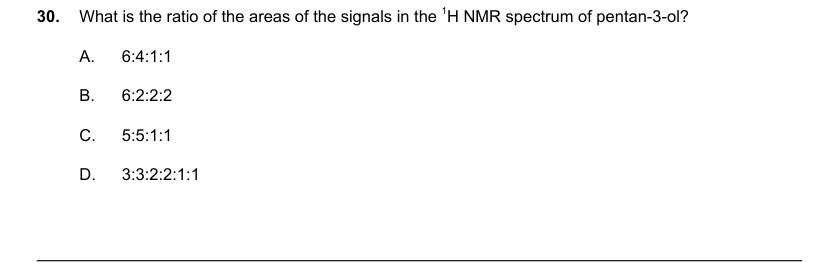 30. What is the ratio of the areas of the signals in the ¹H NMR spectrum of pentan-3-ol?
A. 6:4:1:1
B. 6:2:2:2
C. 5:5:1:1
D. 3:3:2:2:1:1